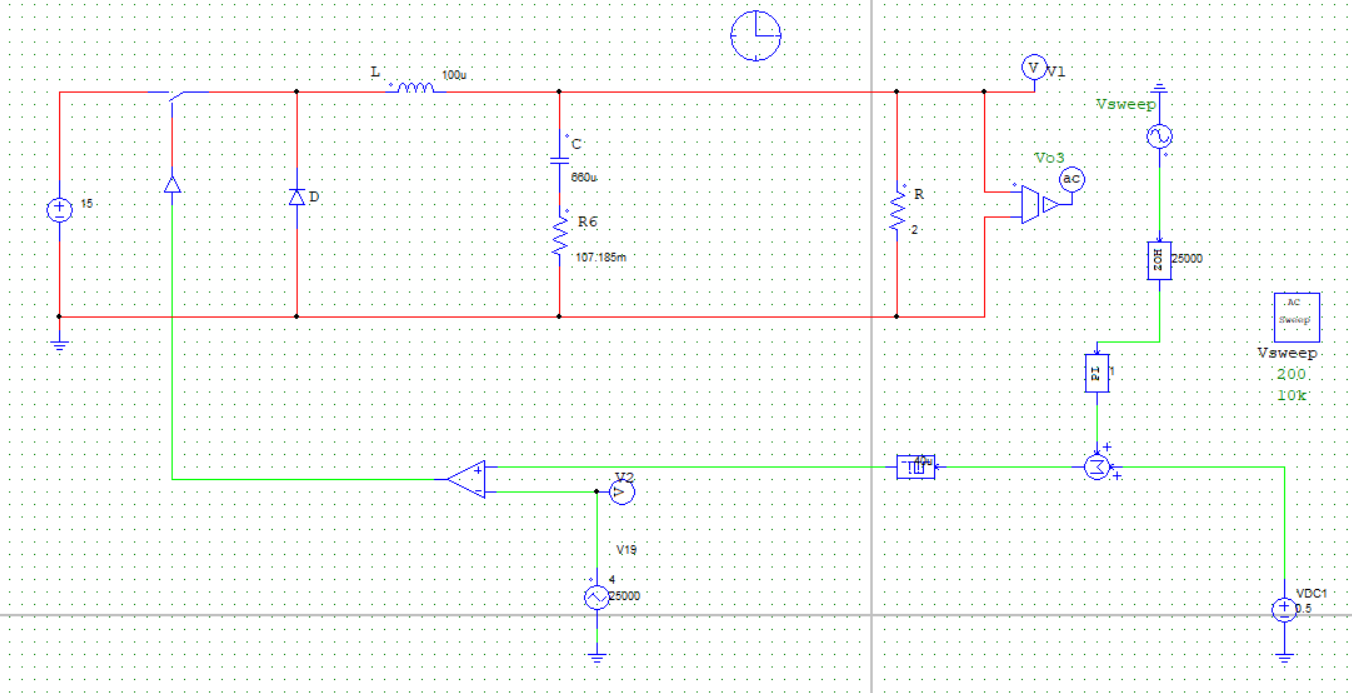 L
100u
V
V1
Vsweep
C
660u
Vo3
ac
15
D
R
2
R6
107.185m
ZOH
25000
AC
Sweep
Vsweep
200
10k
PI
1
40u
V2
V
V19
4
25000
VDC1
0.5